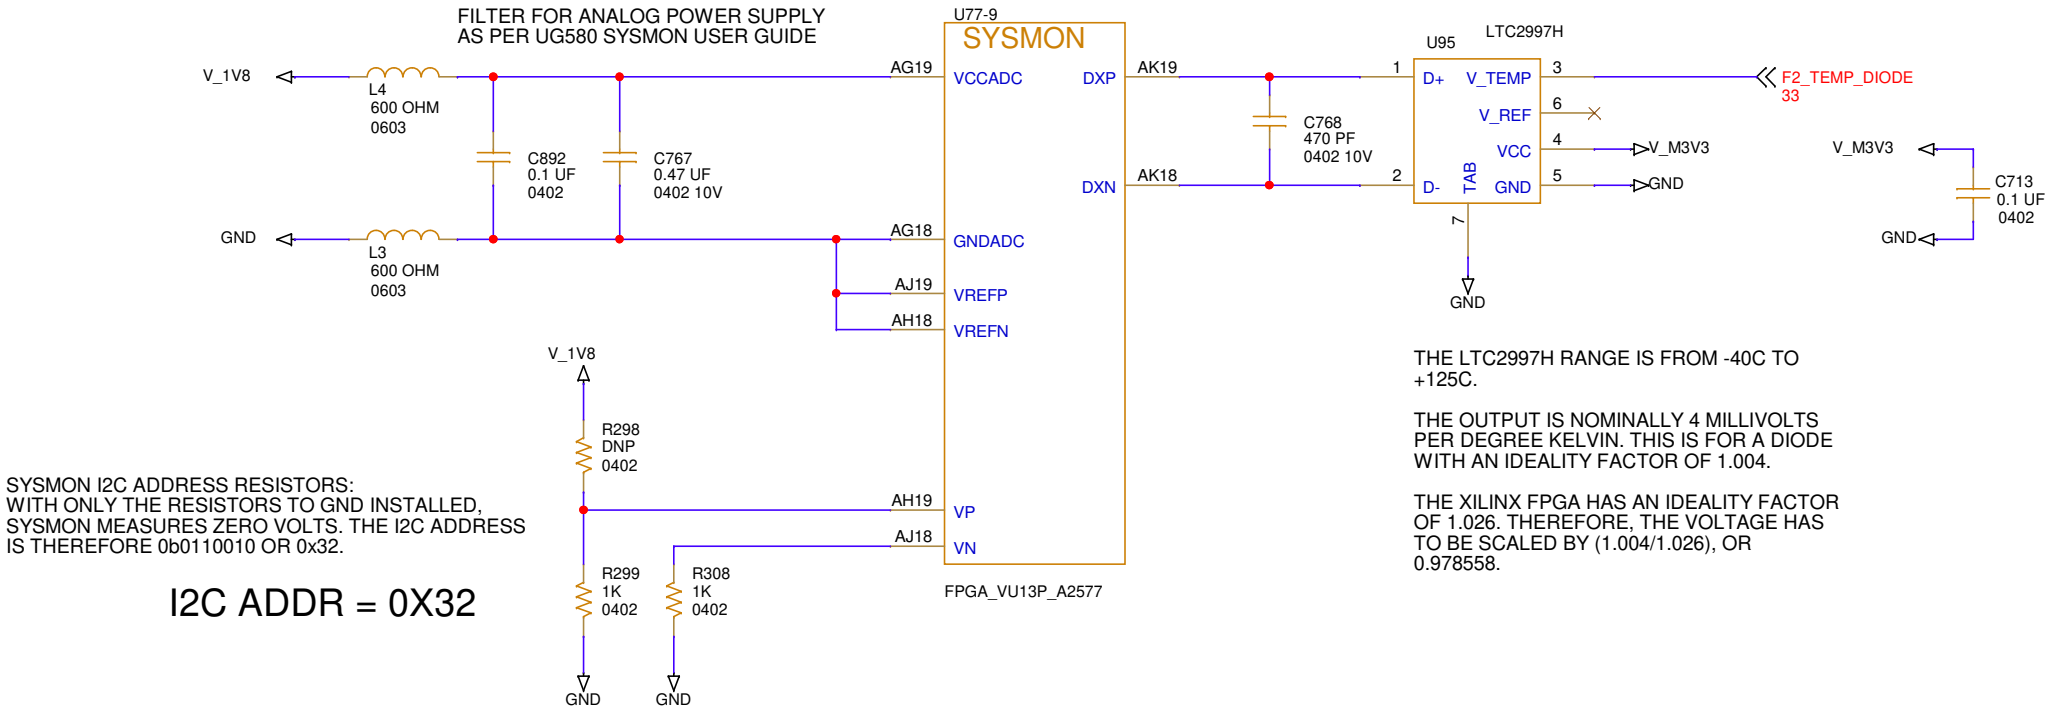 FILTER FOR ANALOG POWER SUPPLY
AS PER UG580 SYSMON USER GUIDE
V_1V8
L4
600 OHM
0603
C892
0.1 UF
0402
C767
0.47 UF
0402 10V
GND
L3
600 OHM
0603
U77-9
SYSMON
AG19
VCCADC
AG18
GNDADC
AJ19
VREFP
AH18
VREFN
AH19
VP
AJ18
VN
DXP
AK19
DXN
AK18
FPGA_VU13P_A2577
C768
470 PF
0402 10V
U95
LTC2997H
1
D+
2
D-
V_TEMP
3
V_REF
6
VCC
4
GND
5
TAB
7
GND
F2_TEMP_DIODE
33
V_M3V3
GND
V_M3V3
C713
0.1 UF
0402
GND
V_1V8
R298
DNP
0402
R299
1K
0402
R308
1K
0402
GND
GND
SYSMON I2C ADDRESS RESISTORS:
WITH ONLY THE RESISTORS TO GND INSTALLED,
SYSMON MEASURES ZERO VOLTS. THE I2C ADDRESS
IS THEREFORE 0b0110010 OR 0x32.
I2C ADDR = 0X32
THE LTC2997H RANGE IS FROM -40C TO
+125C.
THE OUTPUT IS NOMINALLY 4 MILLIVOLTS
PER DEGREE KELVIN. THIS IS FOR A DIODE
WITH AN IDEALITY FACTOR OF 1.004.
THE XILINX FPGA HAS AN IDEALITY FACTOR
OF 1.026. THEREFORE, THE VOLTAGE HAS
TO BE SCALED BY (1.004/1.026), OR
0.978558.